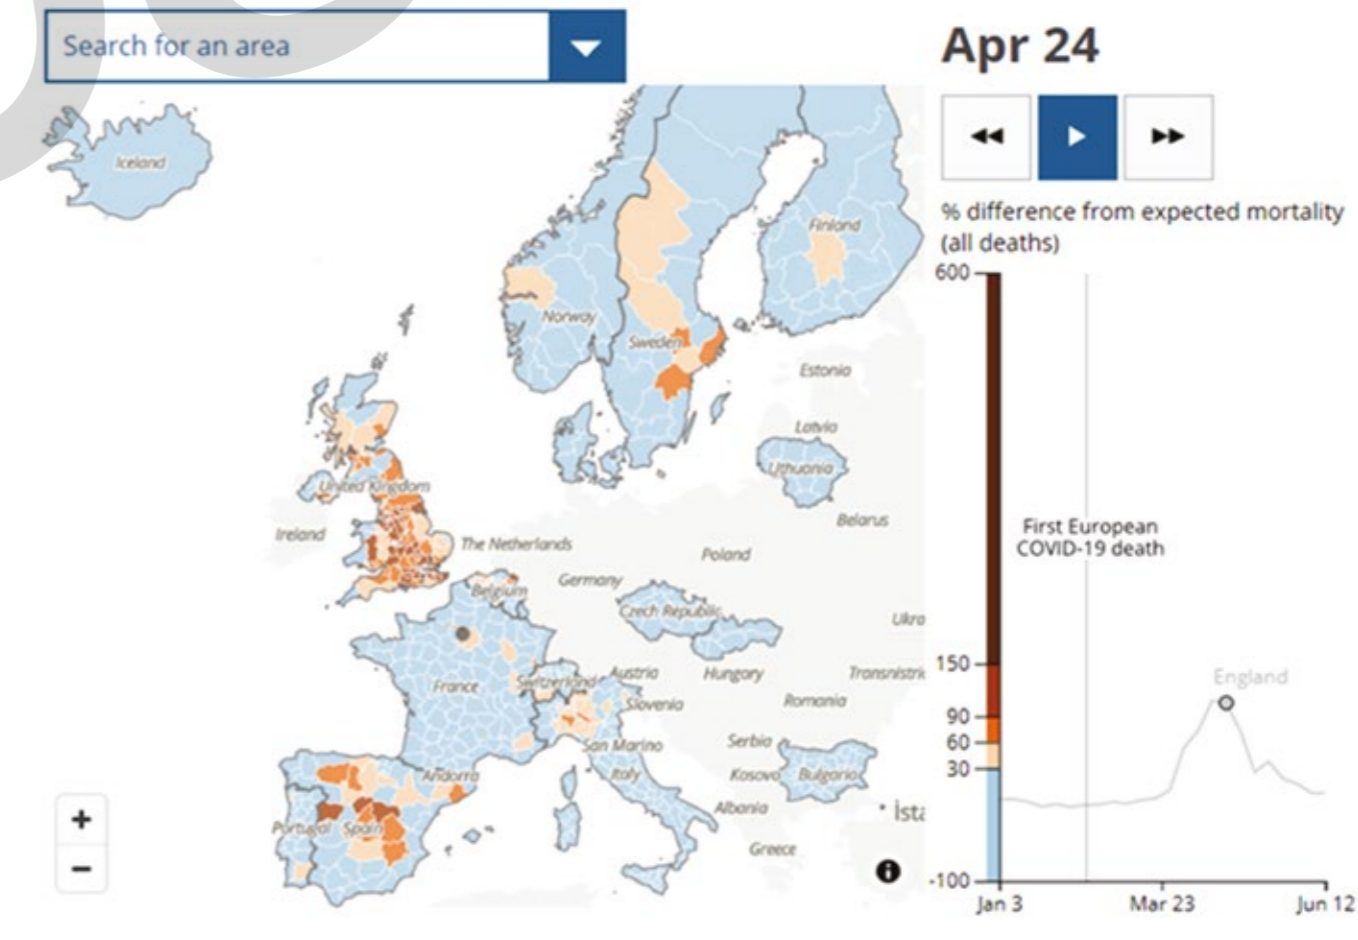 Search for an area
Apr 24
% difference from expected mortality
(all deaths)
600
150
90
60
30
-100
First European
COVID-19 death
England
Jan 3
Mar 23
Jun 12
Iceland
Finland
Norway
Sweden
Estonia
Latvia
Lithuania
United Kingdom
Belarus
Ireland
The Netherlands
Poland
Germany
Belgium
Czech Republic
Ukra
Austria
Hungary
Transnistri
France
Switzerland
Slovenia
Romania
San Marino
Serbia
Andorra
Italy
Kosovo
Bulgaria
Albania
İsta
Portugal
Spain
Greece
+
−
i